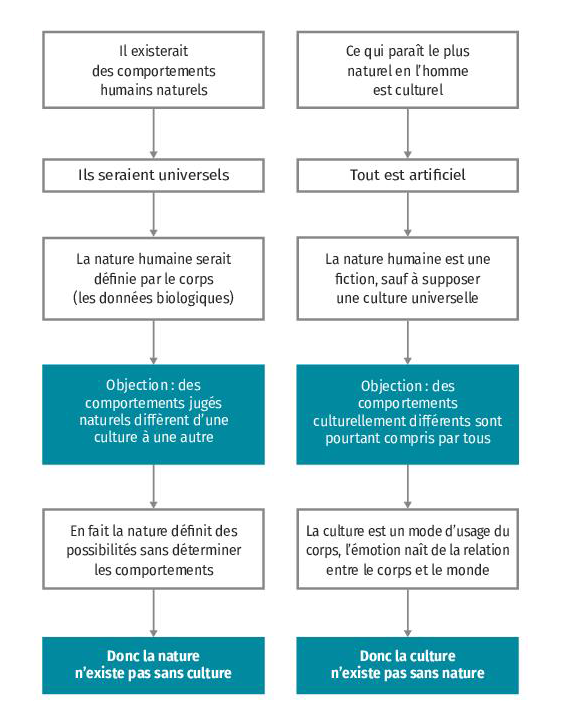 Il existerait
des comportements
humains naturels
Ils seraient universels
La nature humaine serait
définie par le corps
(les données biologiques)
Objection : des
comportements jugés
naturels diffèrent d’une
culture à une autre
En fait la nature définit des
possibilités sans déterminer
les comportements
Donc la nature
n’existe pas sans culture
Ce qui paraît le plus
naturel en l’homme
est culturel
Tout est artificiel
La nature humaine est une
fiction, sauf à supposer
une culture universelle
Objection : des
comportements
culturellement différents sont
pourtant compris par tous
La culture est un mode d’usage du
corps, l’émotion naît de la relation
entre le corps et le monde
Donc la culture
n’existe pas sans nature